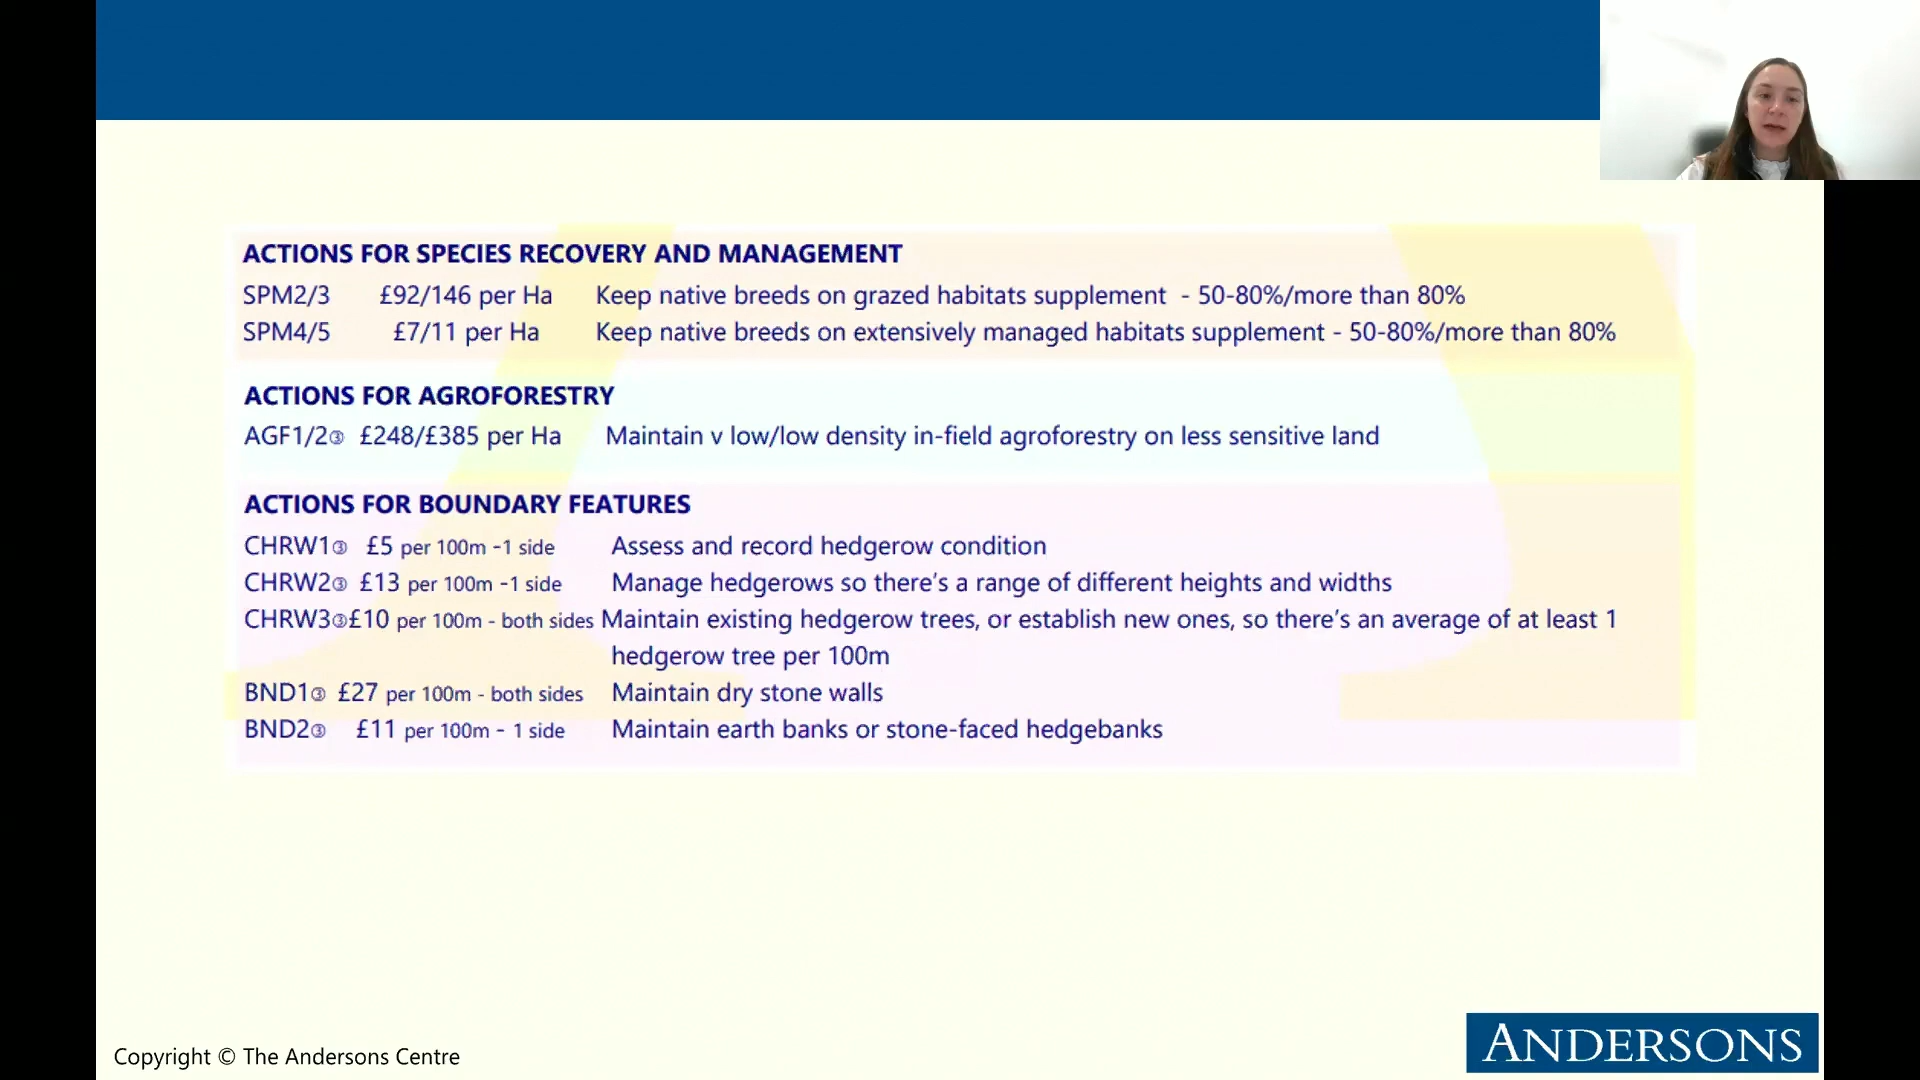 ACTIONS FOR SPECIES RECOVERY AND MANAGEMENT
SPM2/3 £92/146 per Ha Keep native breeds on grazed habitats supplement - 50-80%/more than 80%
SPM4/5 £7/11 per Ha Keep native breeds on extensively managed habitats supplement - 50-80%/more than 80%
ACTIONS FOR AGROFORESTRY
AGF1/2③ £248/£385 per Ha Maintain v low/low density in-field agroforestry on less sensitive land
ACTIONS FOR BOUNDARY FEATURES
CHRW1③ £5 per 100m -1 side Assess and record hedgerow condition
CHRW2③ £13 per 100m -1 side Manage hedgerows so there's a range of different heights and widths
CHRW3③£10 per 100m - both sides Maintain existing hedgerow trees, or establish new ones, so there's an average of at least 1
hedgerow tree per 100m
BND1③ £27 per 100m - both sides Maintain dry stone walls
BND2③ £11 per 100m - 1 side Maintain earth banks or stone-faced hedgebanks
Copyright © The Andersons Centre
ANDERSONS